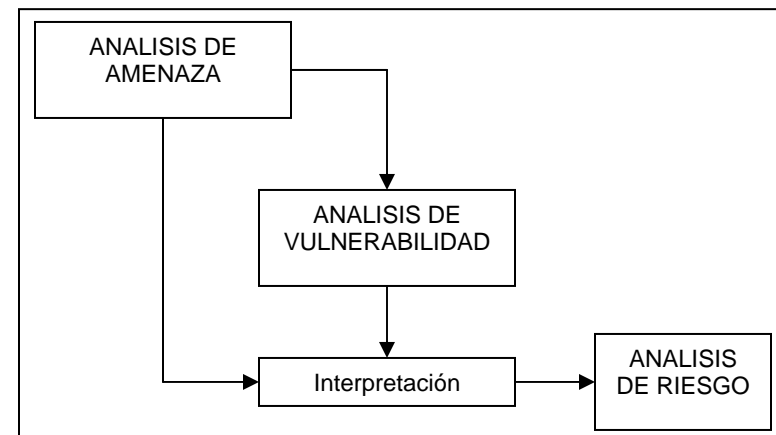 ANALISIS DE
AMENAZA
ANALISIS DE
VULNERABILIDAD
Interpretación
ANALISIS
DE RIESGO